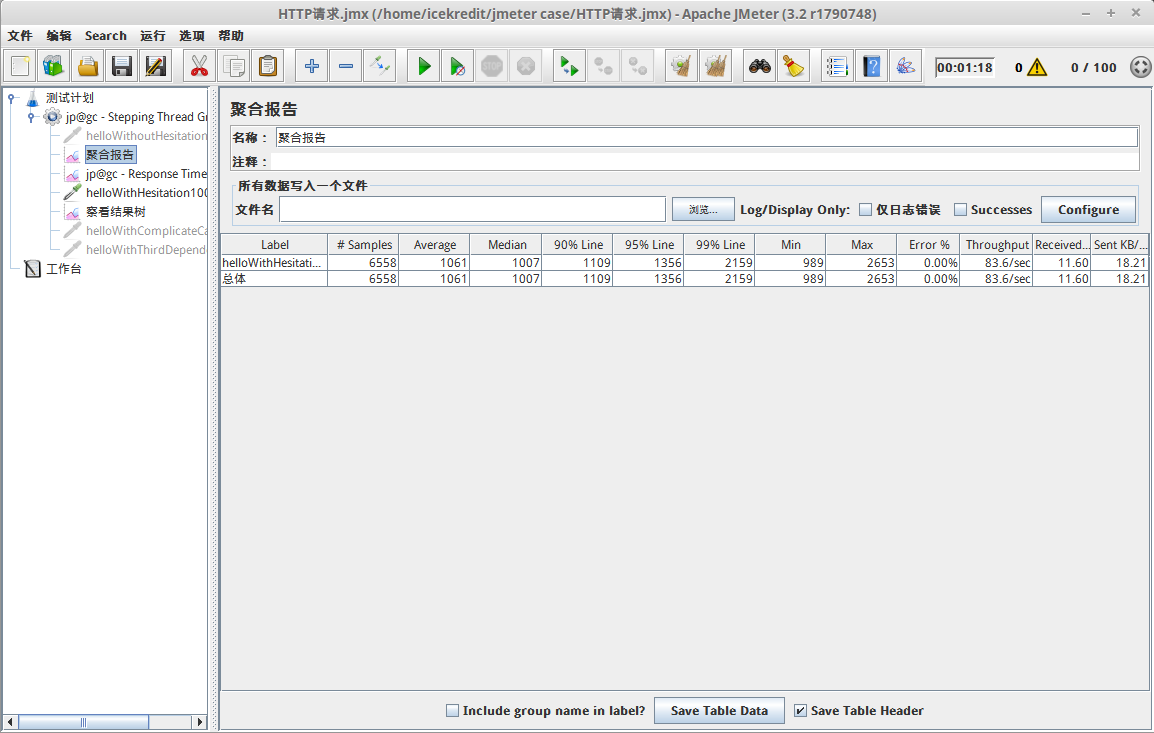 HTTP请求.jmx (/home/icekredit/jmeter case/HTTP请求.jmx) - Apache JMeter (3.2 r1790748)
文件 编辑 Search 运行 选项 帮助
STOP 00:01:18 0 0 / 100
测试计划
jp@gc - Stepping Thread Gr
helloWithoutHesitation
聚合报告
jp@gc - Response Time
helloWithHesitation100
察看结果树
helloWithComplicateCa
helloWithThirdDepend
工作台
聚合报告
名称： 聚合报告
注释：
所有数据写入一个文件
文件名 浏览... Log/Display Only: 仅日志错误 Successes Configure
Label # Samples Average Median 90% Line 95% Line 99% Line Min Max Error % Throughput Received... Sent KB/...
helloWithHesitati... 6558 1061 1007 1109 1356 2159 989 2653 0.00% 83.6/sec 11.60 18.21
总体 6558 1061 1007 1109 1356 2159 989 2653 0.00% 83.6/sec 11.60 18.21
Include group name in label? Save Table Data Save Table Header